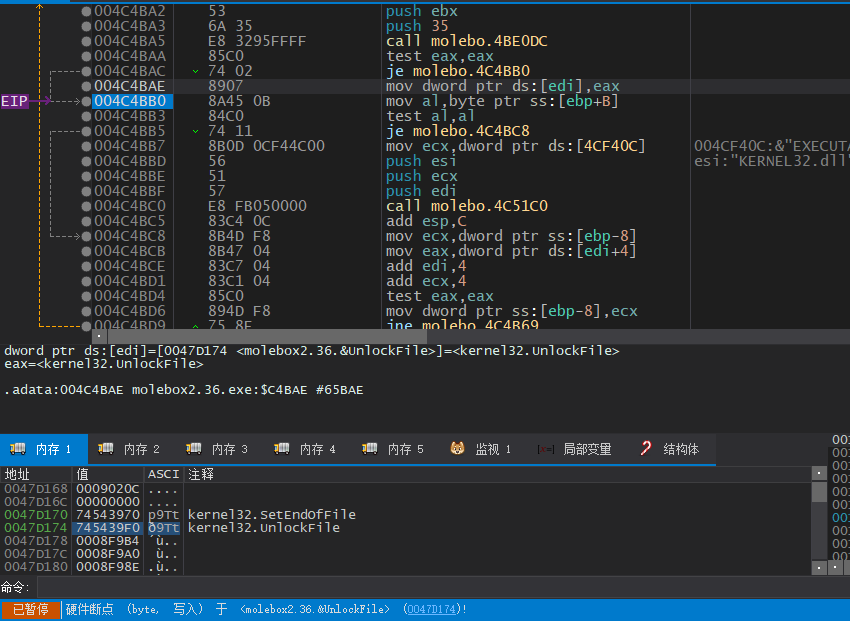 004C4BA2 53 push ebx
004C4BA3 6A 35 push 35
004C4BA5 E8 3295FFFF call molebo.4BE0DC
004C4BAA 85C0 test eax,eax
004C4BAC 74 02 je molebo.4C4BB0
004C4BAE 8907 mov dword ptr ds:[edi],eax
EIP 004C4BB0 8A45 0B mov al,byte ptr ss:[ebp+B]
004C4BB3 84C0 test al,al
004C4BB5 74 11 je molebo.4C4BC8
004C4BB7 8B0D 0CF44C00 mov ecx,dword ptr ds:[4CF40C] 004CF40C:&"EXECUTA
004C4BBD 56 push esi esi:"KERNEL32.dll"
004C4BBE 51 push ecx
004C4BBF 57 push edi
004C4BC0 E8 FB050000 call molebo.4C51C0
004C4BC5 83C4 0C add esp,C
004C4BC8 8B4D F8 mov ecx,dword ptr ss:[ebp-8]
004C4BCB 8B47 04 mov eax,dword ptr ds:[edi+4]
004C4BCE 83C7 04 add edi,4
004C4BD1 83C1 04 add ecx,4
004C4BD4 85C0 test eax,eax
004C4BD6 894D F8 mov dword ptr ss:[ebp-8],ecx
004C4BD9 75 8E jne molebo.4C4B69
dword ptr ds:[edi]=[0047D174 <molebox2.36.&UnlockFile>]=<kernel32.UnlockFile>
eax=<kernel32.UnlockFile>
.adata:004C4BAE molebox2.36.exe:$C4BAE #65BAE
内存 1 内存 2 内存 3 内存 4 内存 5 监视 1 [x=] 局部变量 结构体
地址 值 ASCI 注释
0047D168 0009020C ....
0047D16C 00000000 ....
0047D170 74543970 p9Tt kernel32.SetEndOfFile
0047D174 745439F0 ð9Tt kernel32.UnlockFile
0047D178 0008F9B4 ´ù..
0047D17C 0008F9A0 ù..
0047D180 0008F98E .ù..
命令:
已暂停 硬件断点 (byte, 写入) 于 <molebox2.36.&UnlockFile> (0047D174)!